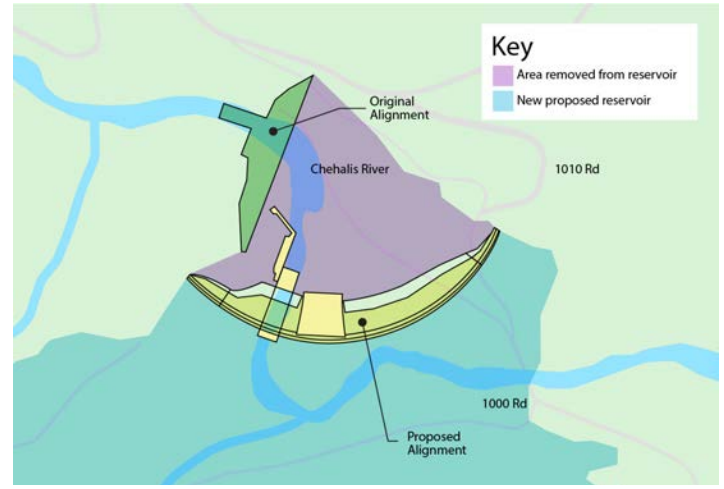 Key
Area removed from reservoir
New proposed reservoir
Original
Alignment
Chehalis River
1010 Rd
1000 Rd
Proposed
Alignment